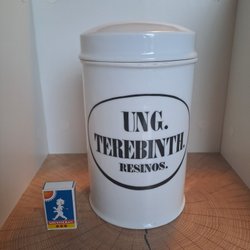 UNG.
TEREBINTH.
RESINOS.